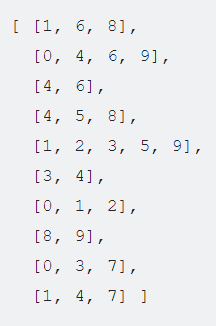 [ [1, 6, 8],
[0, 4, 6, 9],
[4, 6],
[4, 5, 8],
[1, 2, 3, 5, 9],
[3, 4],
[0, 1, 2],
[8, 9],
[0, 3, 7],
[1, 4, 7] ]